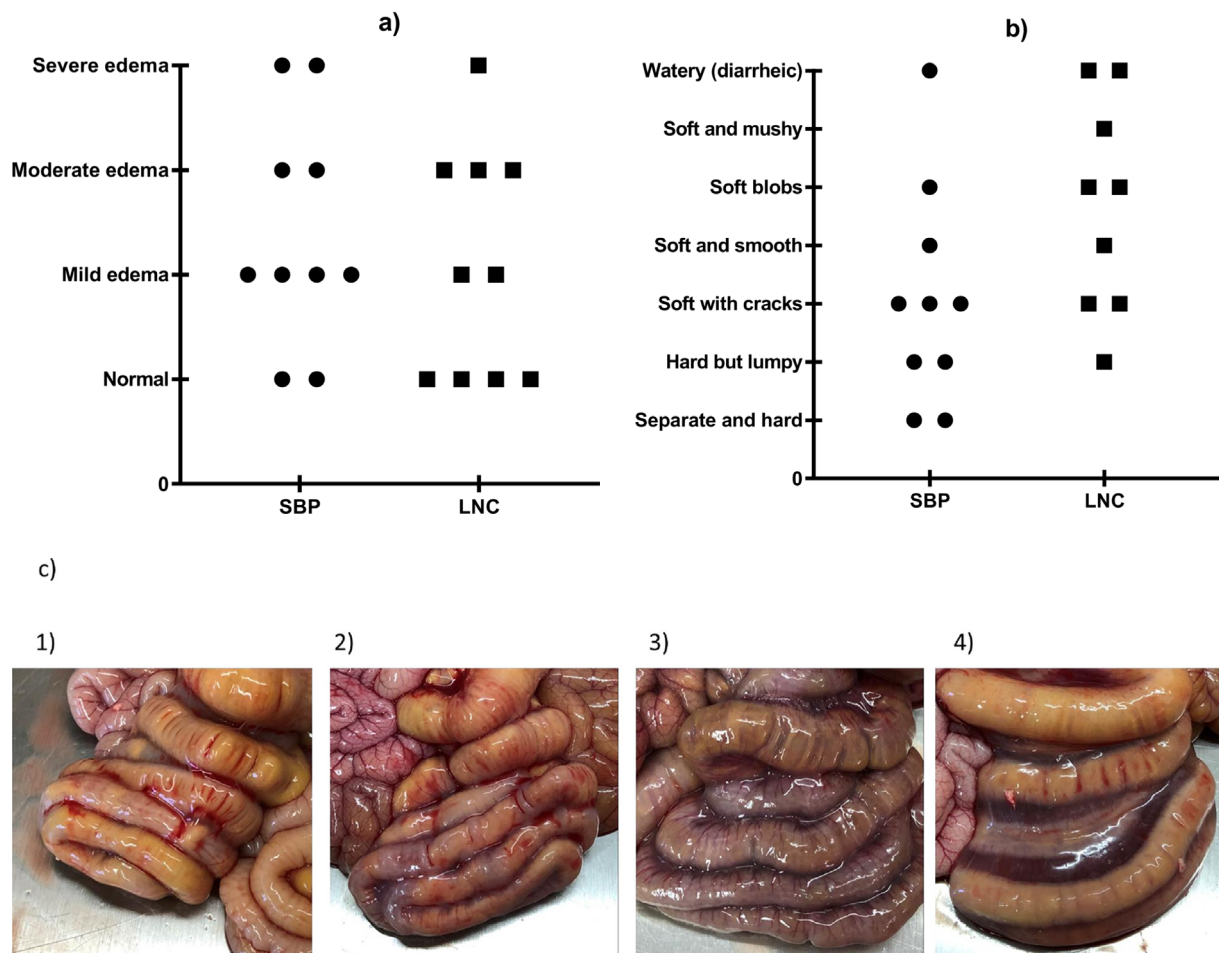 a)
Severe edema
Moderate edema
Mild edema
Normal
0
SBP LNC
b)
Watery (diarrheic)
Soft and mushy
Soft blobs
Soft and smooth
Soft with cracks
Hard but lumpy
Separate and hard
0
SBP LNC
c)
1) 2) 3) 4)